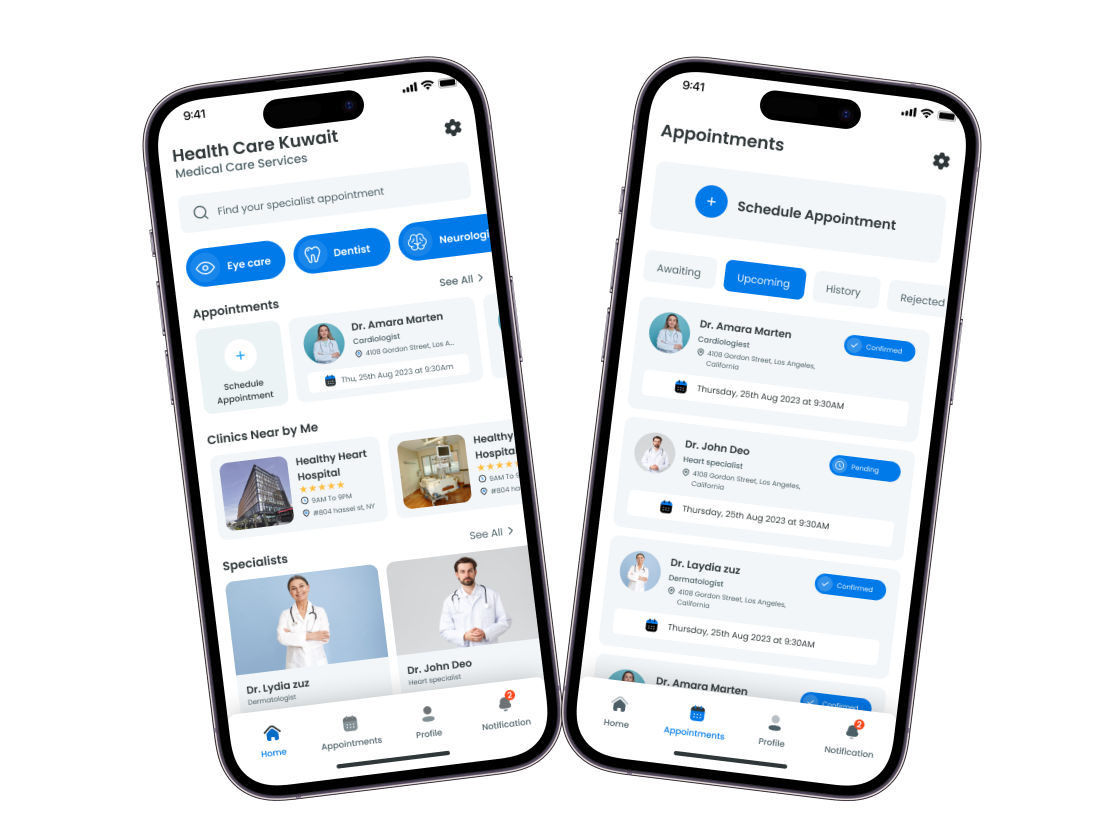 9:41
Health Care Kuwait
Medical Care Services
Find your specialist appointment
Eye care
Dentist
Neurologi
Appointments
See All
Schedule
Appointment
Dr. Amara Marten
Cardiologist
4108 Gordon Street, Los A...
Thu, 25th Aug 2023 at 9:30Am
Clinics Near by Me
Healthy Heart
Hospital
9AM To 9PM
#804 hassel st, NY
Healthy
Hospita
9AM To 9
#804 ha
See All
Specialists
Dr. Lydia zuz
Dermatologist
Dr. John Deo
Heart specialist
Home
Appointments
Profile
2
Notification
9:41
Appointments
Schedule Appointment
Awaiting
Upcoming
History
Rejected
Dr. Amara Marten
Cardiologiest
4108 Gordon Street, Los Angeles,
California
Confirmed
Thursday, 25th Aug 2023 at 9:30AM
Dr. John Deo
Heart specialist
4108 Gordon Street, Los Angeles,
California
Pending
Thursday, 25th Aug 2023 at 9:30AM
Dr. Laydia zuz
Dermatologist
4108 Gordon Street, Los Angeles,
California
Confirmed
Thursday, 25th Aug 2023 at 9:30AM
Dr. Amara Marten
Confirmed
Home
Appointments
Profile
2
Notification